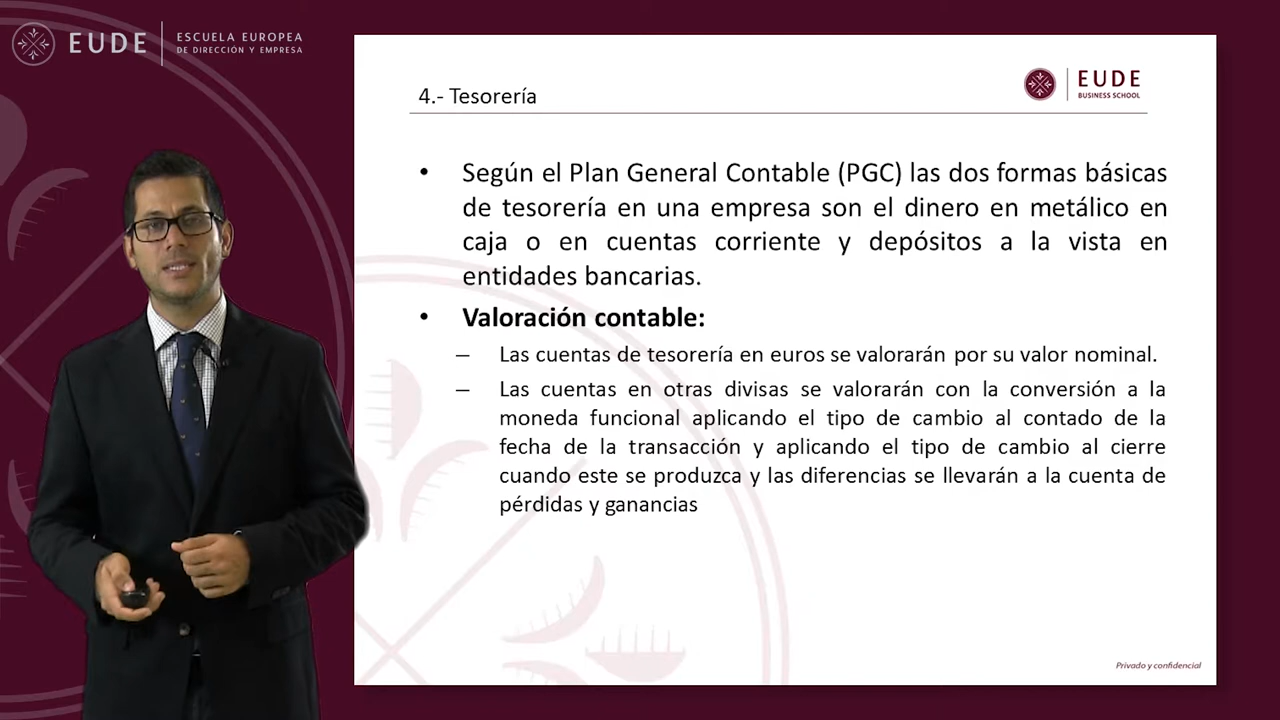 EUDE
ESCUELA EUROPEA
DE DIRECCIÓN Y EMPRESA
4.- Tesorería
EUDE
BUSINESS SCHOOL
• Según el Plan General Contable (PGC) las dos formas básicas
de tesorería en una empresa son el dinero en metálico en
caja o en cuentas corriente y depósitos a la vista en
entidades bancarias.
• Valoración contable:
– Las cuentas de tesorería en euros se valorarán por su valor nominal.
– Las cuentas en otras divisas se valorarán con la conversión a la
moneda funcional aplicando el tipo de cambio al contado de la
fecha de la transacción y aplicando el tipo de cambio al cierre
cuando este se produzca y las diferencias se llevarán a la cuenta de
pérdidas y ganancias
Privado y confidencial